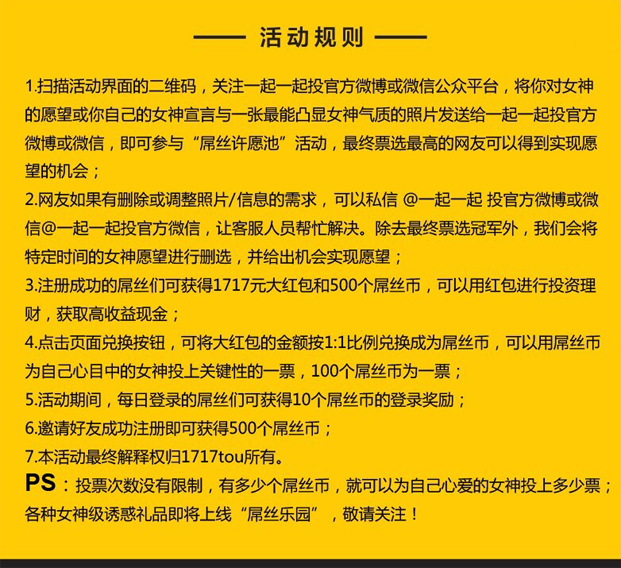 活动规则
1.扫描活动界面的二维码，关注一起一起投官方微博或微信公众平台，将你对女神
的愿望或你自己的女神宣言与一张最能凸显女神气质的照片发送给一起一起投官方
微博或微信，即可参与“屌丝许愿池”活动，最终票选最高的网友可以得到实现愿
望的机会；
2.网友如果有删除或调整照片/信息的需求，可以私信 @一起一起 投官方微博或微
信@一起一起投官方微信，让客服人员帮忙解决。除去最终票选冠军外，我们会将
特定时间的女神愿望进行删选，并给出机会实现愿望；
3.注册成功的屌丝们可获得1717元大红包和500个屌丝币，可以用红包进行投资理
财，获取高收益现金；
4.点击页面兑换按钮，可将大红包的金额按1:1比例兑换成为屌丝币，可以用屌丝币
为自己心目中的女神投上关键性的一票，100个屌丝币为一票；
5.活动期间，每日登录的屌丝们可获得10个屌丝币的登录奖励；
6.邀请好友成功注册即可获得500个屌丝币；
7.本活动最终解释权归1717tou所有。
PS：投票次数没有限制，有多少个屌丝币，就可以为自己心爱的女神投上多少票；
各种女神级诱惑礼品即将上线“屌丝乐园”，敬请关注！